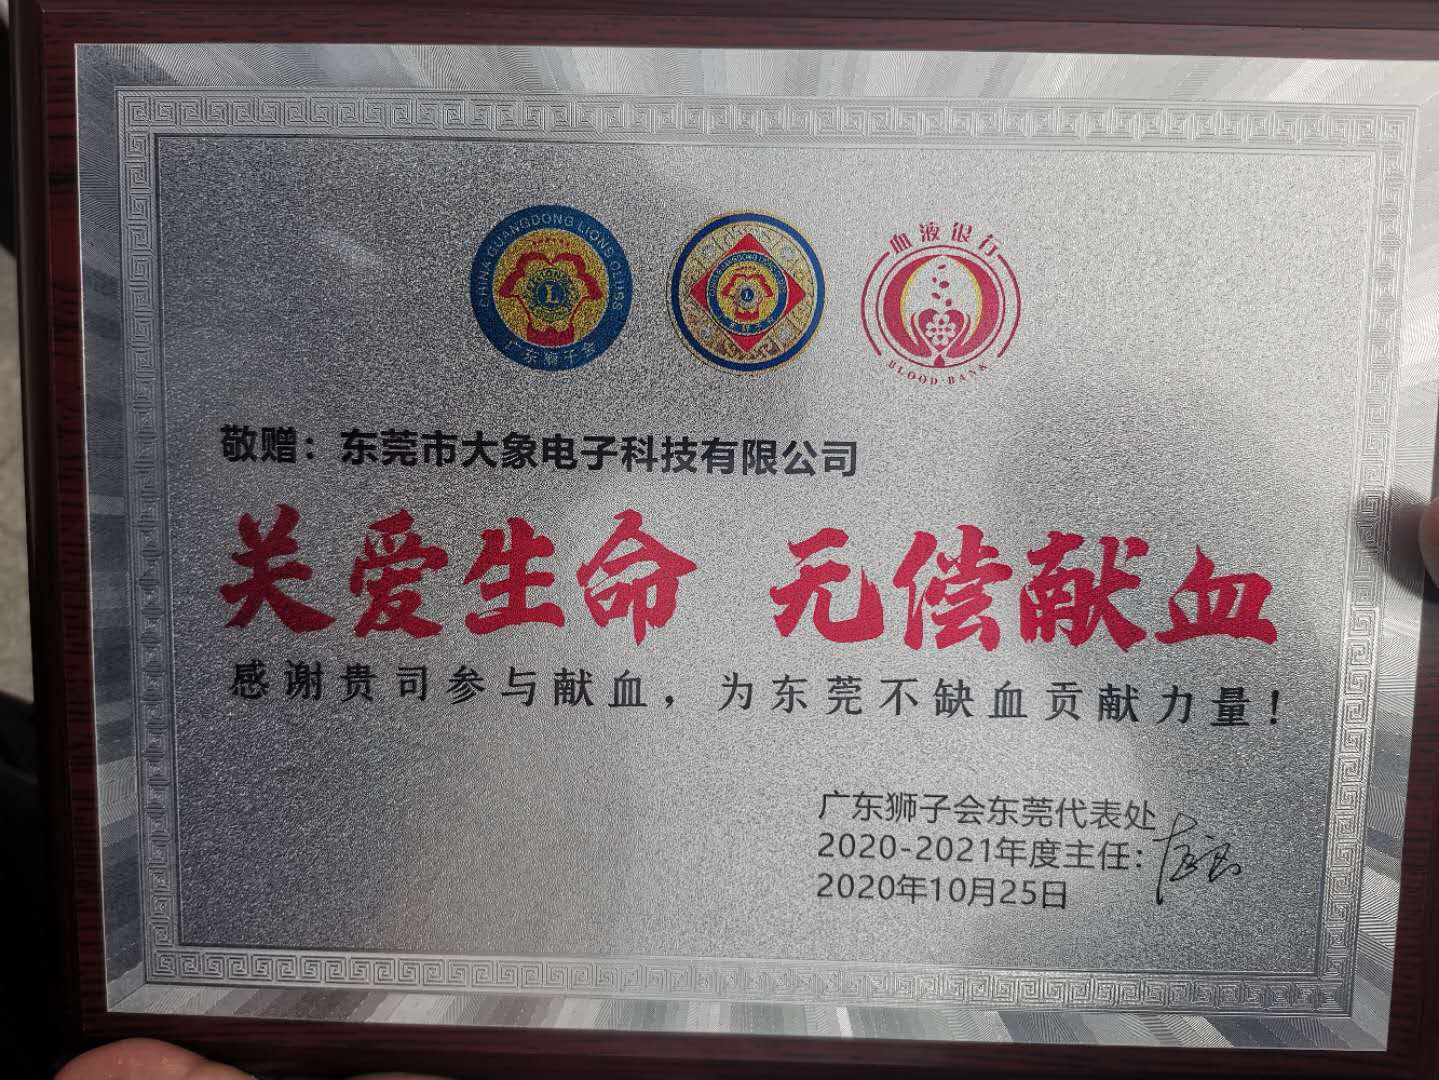 CHINA GUANGDONG LIONS CLUBS
广东狮子会
血液银行
BLOOD BANK
敬赠：东莞市大象电子科技有限公司
关爱生命 无偿献血
感谢贵司参与献血，为东莞不缺血贡献力量！
广东狮子会东莞代表处
2020-2021年度主任：
2020年10月25日